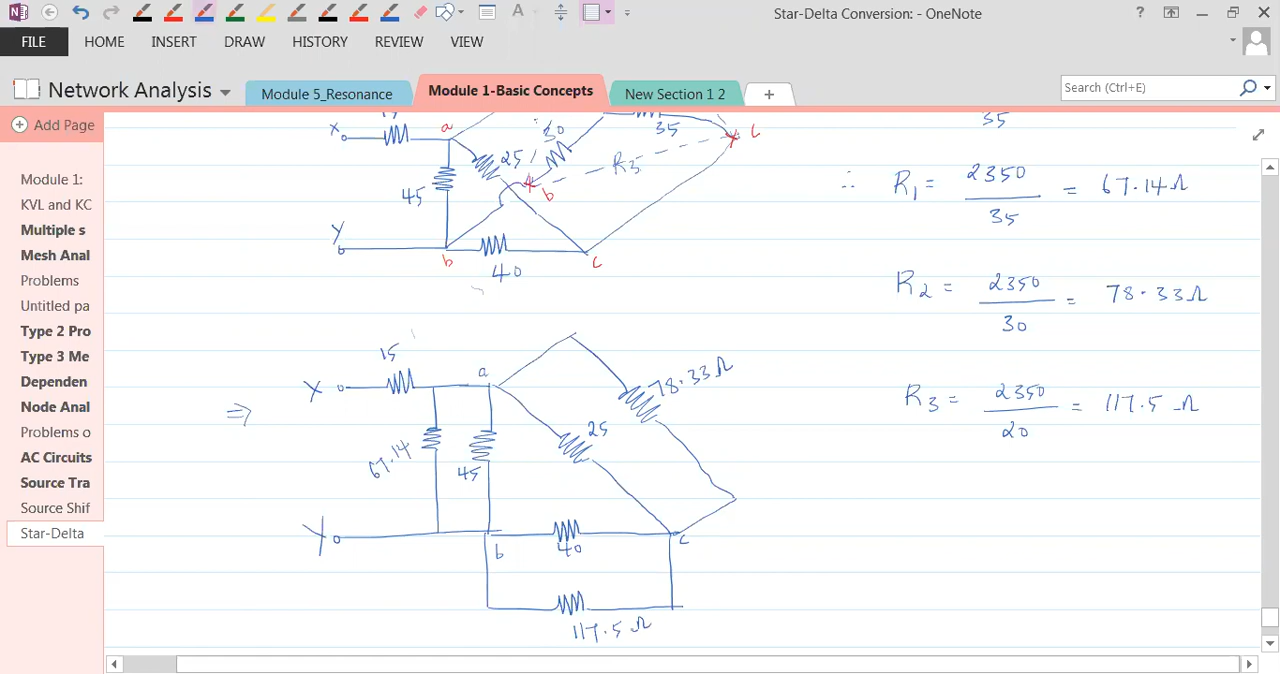 Star-Delta Conversion: - OneNote
FILE HOME INSERT DRAW HISTORY REVIEW VIEW
Network Analysis
Module 5_Resonance
Module 1-Basic Concepts
New Section 1 2
Search (Ctrl+E)
Add Page
Module 1:
KVL and KC
Multiple s
Mesh Anal
Problems
Untitled pa
Type 2 Pro
Type 3 Me
Dependen
Node Anal
Problems o
AC Circuits
Source Tra
Source Shif
Star-Delta
X
a
45
25
30
35
b
R3
Y
b
40
c
35
∴ R1 = 2350/35 = 67.14Ω
R2 = 2350/30 = 78.33Ω
R3 = 2350/20 = 117.5 Ω
⇒
X
15
a
78.33Ω
25
67.14
45
Y
b
40
c
117.5 Ω